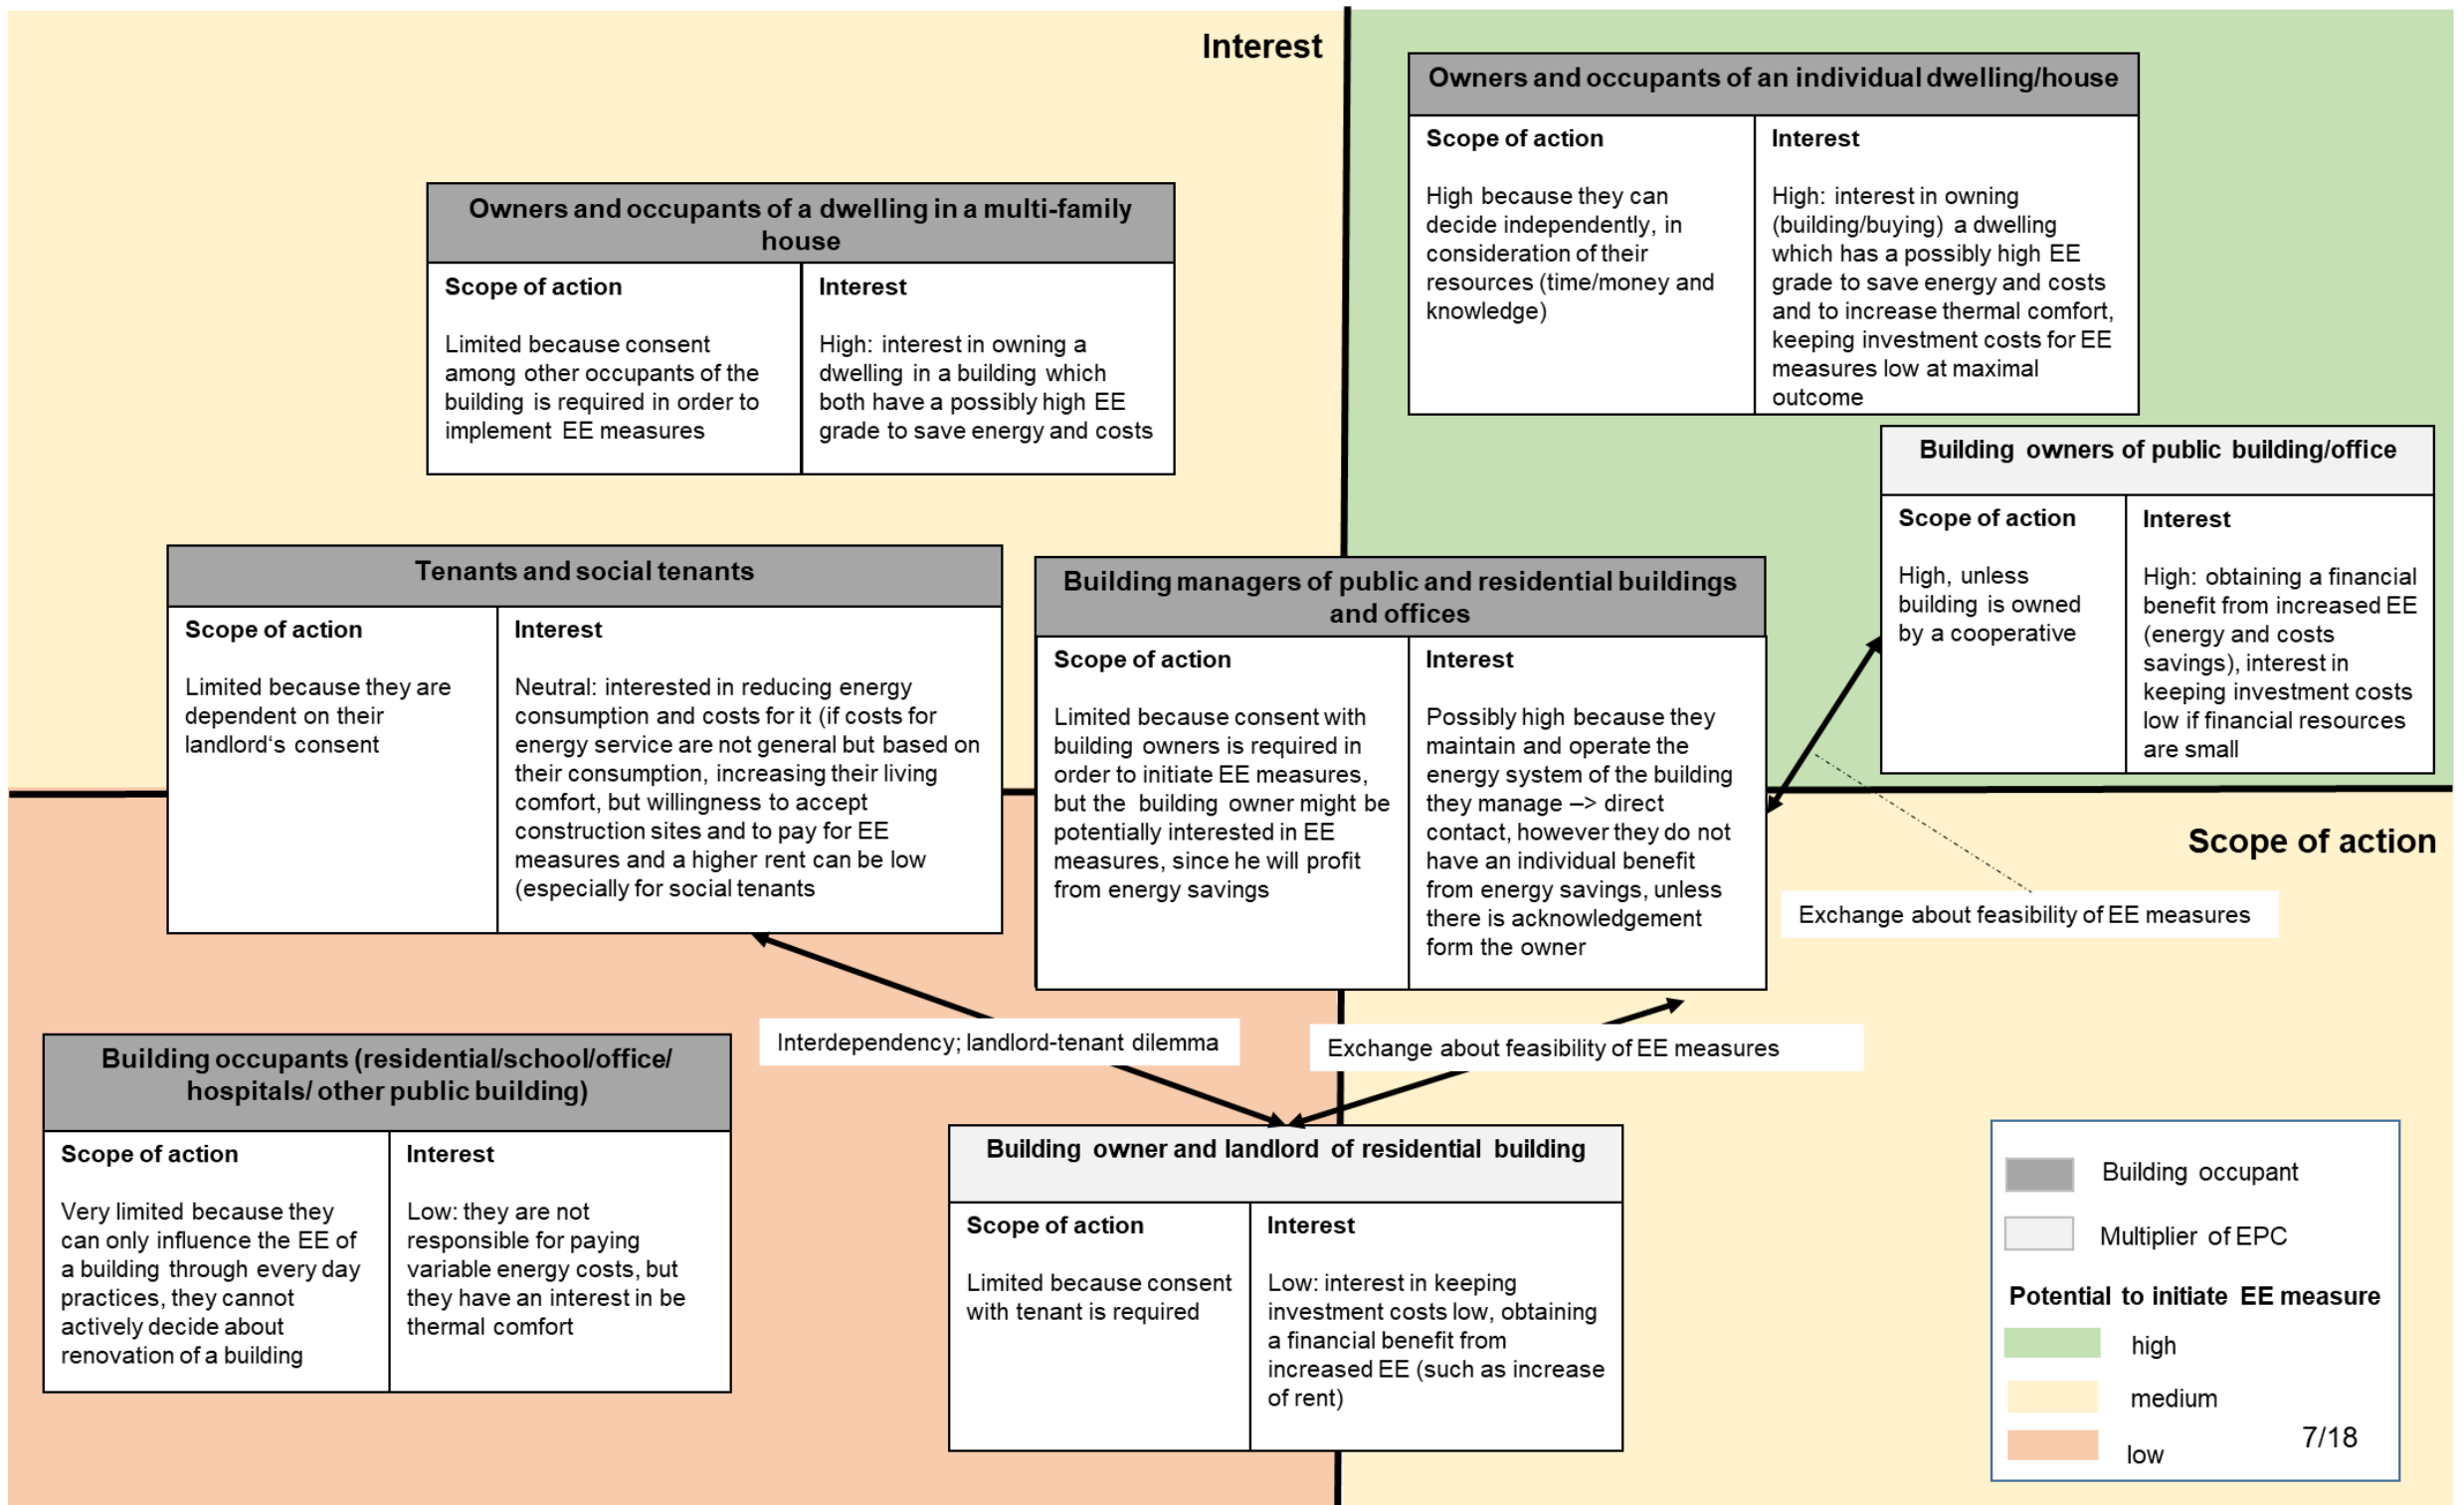 Interest
Owners and occupants of an individual dwelling/house
Scope of action
High because they can
decide independently, in
consideration of their
resources (time/money and
knowledge)
Interest
High: interest in owning
(building/buying) a dwelling
which has a possibly high EE
grade to save energy and costs
and to increase thermal comfort,
keeping investment costs for EE
measures low at maximal
outcome
Owners and occupants of a dwelling in a multi-family
house
Scope of action
Limited because consent
among other occupants of the
building is required in order to
implement EE measures
Interest
High: interest in owning a
dwelling in a building which
both have a possibly high EE
grade to save energy and costs
Building owners of public building/office
Scope of action
High, unless
building is owned
by a cooperative
Interest
High: obtaining a financial
benefit from increased EE
(energy and costs
savings), interest in
keeping investment costs
low if financial resources
are small
Tenants and social tenants
Scope of action
Limited because they are
dependent on their
landlord‘s consent
Interest
Neutral: interested in reducing energy
consumption and costs for it (if costs for
energy service are not general but based on
their consumption, increasing their living
comfort, but willingness to accept
construction sites and to pay for EE
measures and a higher rent can be low
(especially for social tenants
Building managers of public and residential buildings
and offices
Scope of action
Limited because consent with
building owners is required in
order to initiate EE measures,
but the building owner might be
potentially interested in EE
measures, since he will profit
from energy savings
Interest
Possibly high because they
maintain and operate the
energy system of the building
they manage –> direct
contact, however they do not
have an individual benefit
from energy savings, unless
there is acknowledgement
form the owner
Scope of action
Exchange about feasibility of EE measures
Interdependency; landlord-tenant dilemma
Exchange about feasibility of EE measures
Building occupants (residential/school/office/
hospitals/ other public building)
Scope of action
Very limited because they
can only influence the EE of
a building through every day
practices, they cannot
actively decide about
renovation of a building
Interest
Low: they are not
responsible for paying
variable energy costs, but
they have an interest in be
thermal comfort
Building owner and landlord of residential building
Scope of action
Limited because consent
with tenant is required
Interest
Low: interest in keeping
investment costs low, obtaining
a financial benefit from
increased EE (such as increase
of rent)
Building occupant
Multiplier of EPC
Potential to initiate EE measure
high
medium
low
7/18